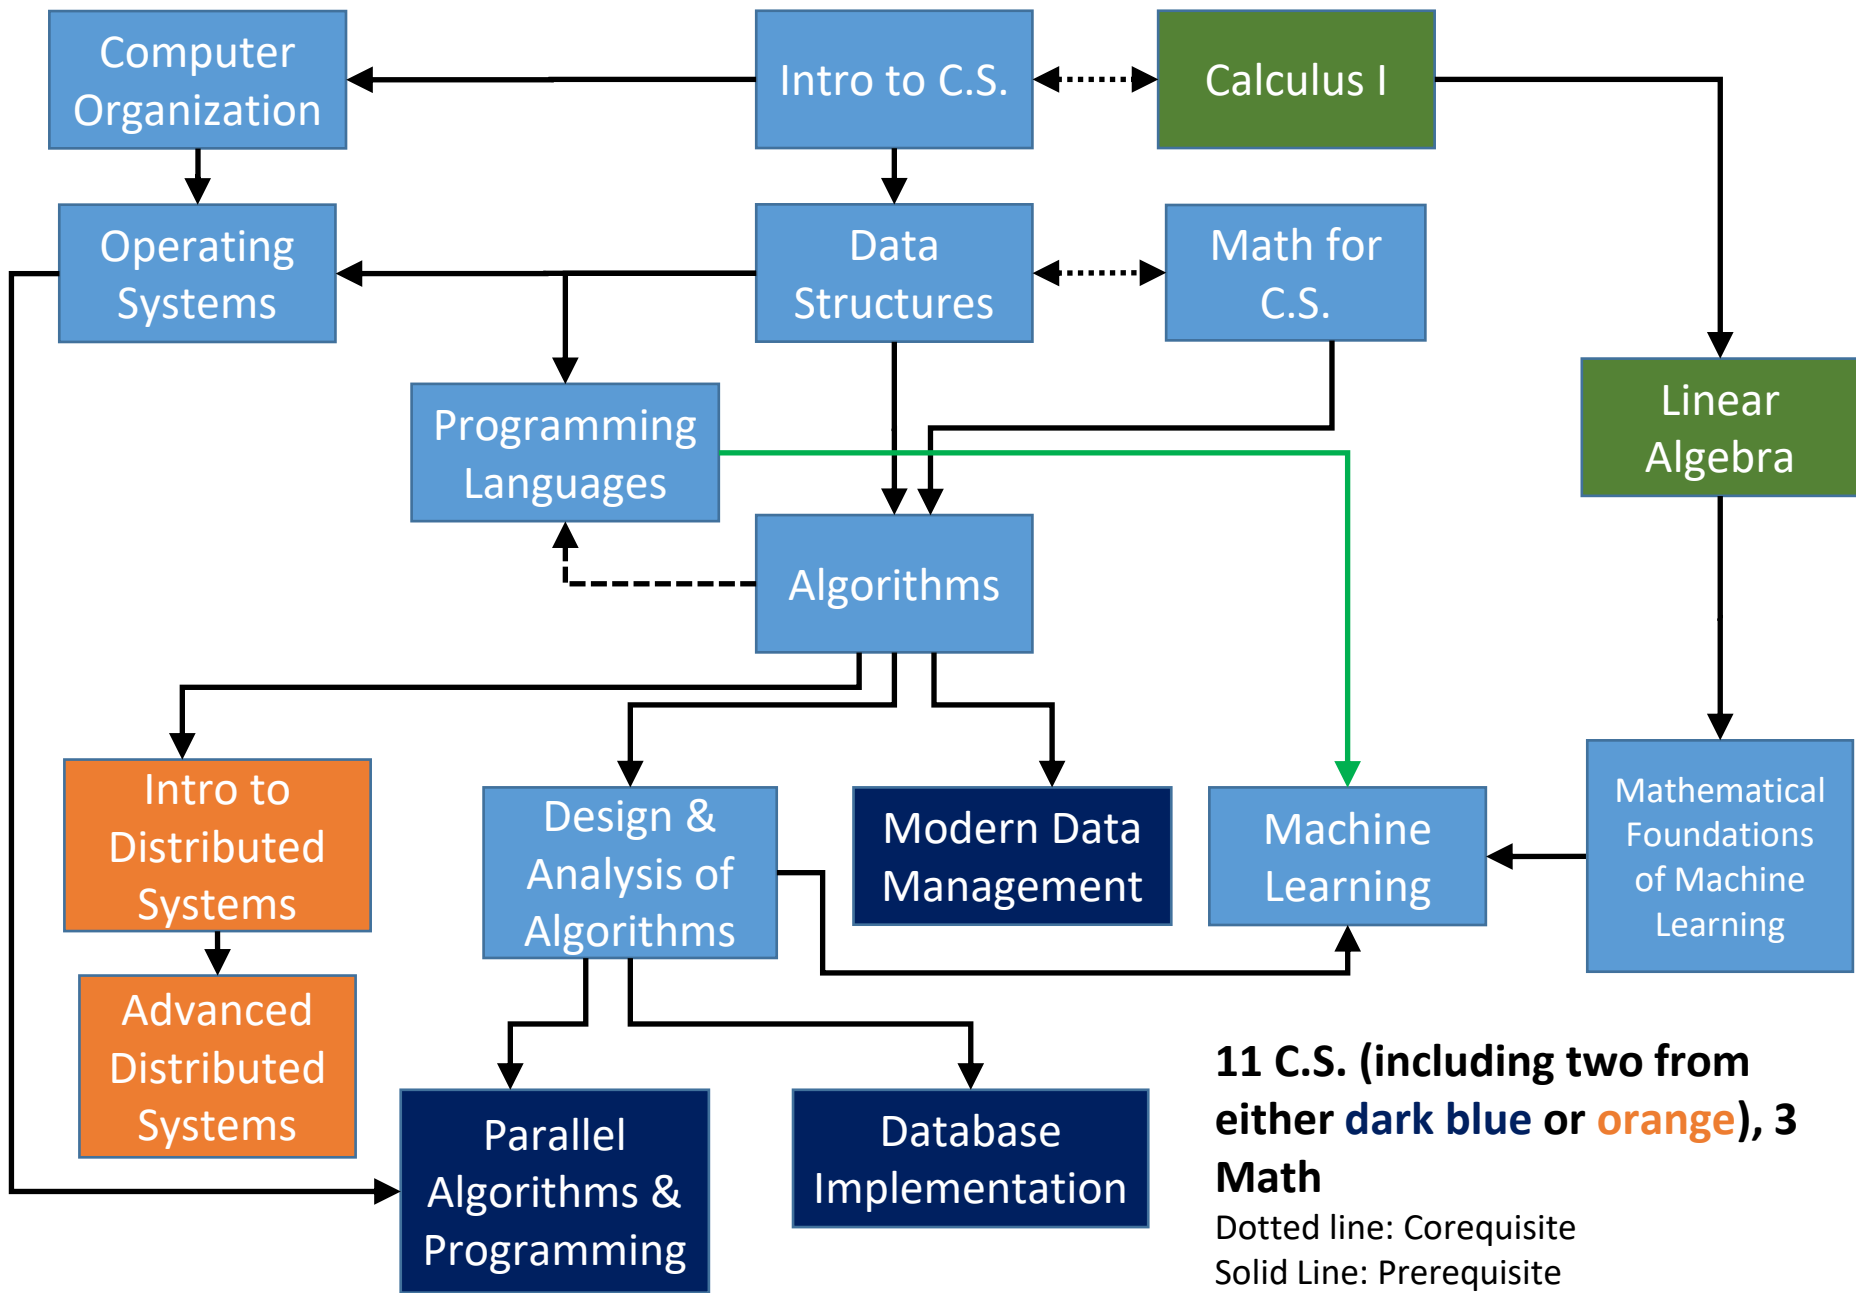 Computer
Organization
Intro to C.S.
Calculus I
Operating
Systems
Data
Structures
Math for
C.S.
Programming
Languages
Linear
Algebra
Algorithms
Intro to
Distributed
Systems
Design &
Analysis of
Algorithms
Modern Data
Management
Machine
Learning
Mathematical
Foundations
of Machine
Learning
Advanced
Distributed
Systems
Parallel
Algorithms &
Programming
Database
Implementation
11 C.S. (including two from
either dark blue or orange), 3
Math
Dotted line: Corequisite
Solid Line: Prerequisite